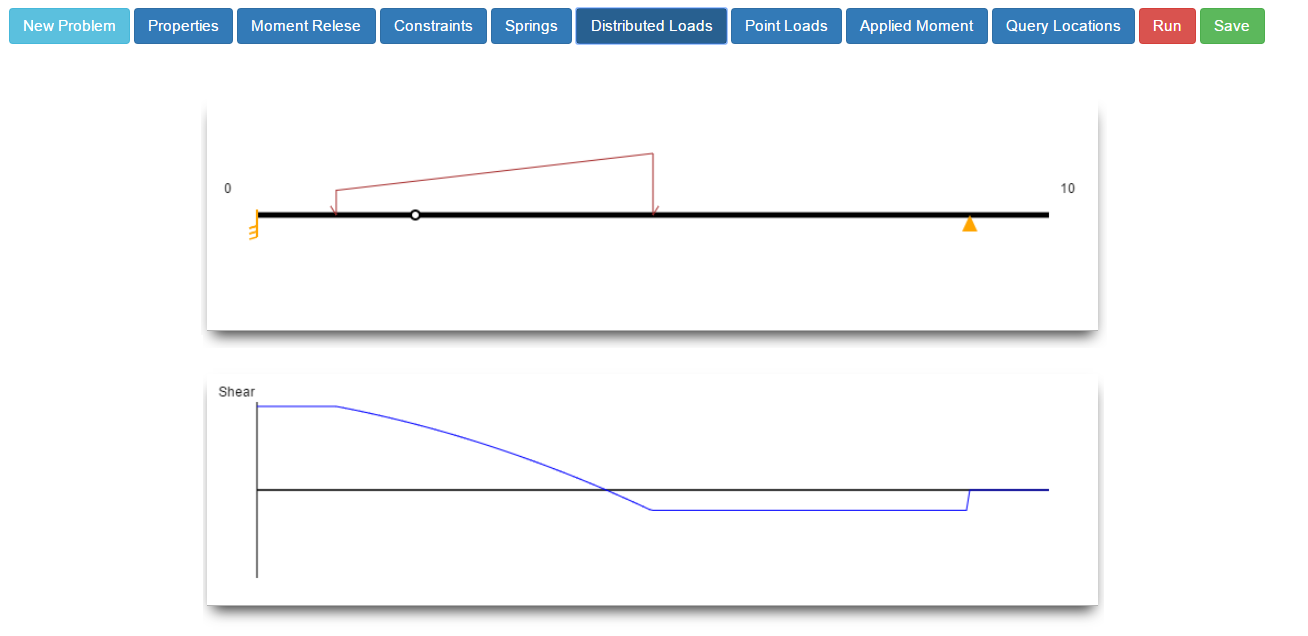 New Problem Properties Moment Relese Constraints Springs Distributed Loads Point Loads Applied Moment Query Locations Run Save
0 10
Shear